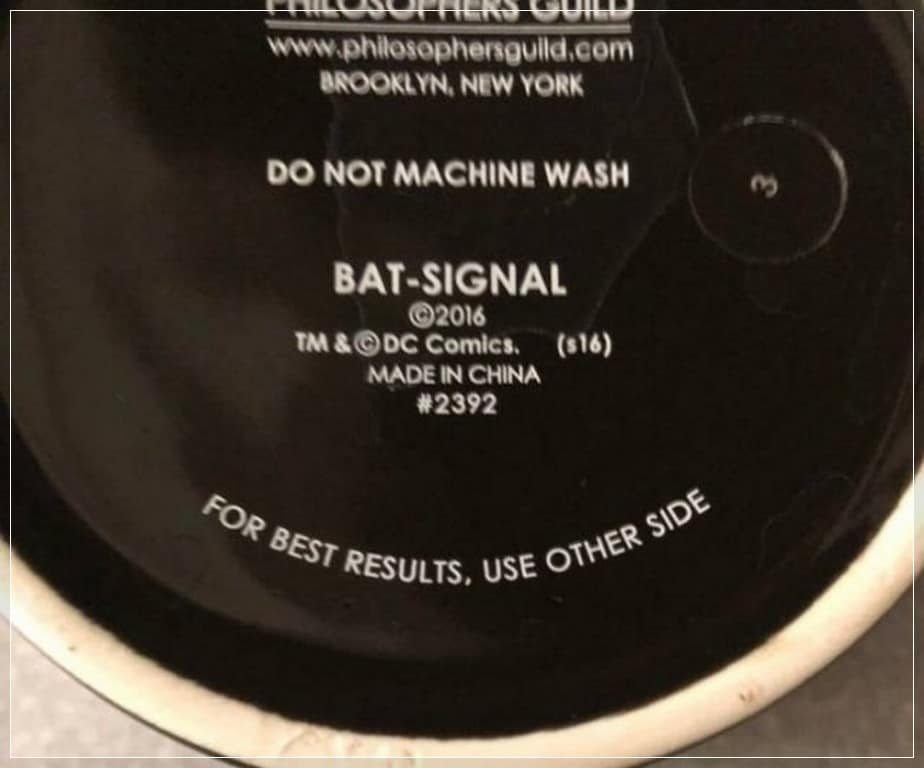 PHILOSOPHERS GUILD
www.philosophersguild.com
BROOKLYN, NEW YORK
DO NOT MACHINE WASH
3
BAT-SIGNAL
©2016
TM & © DC Comics. (s16)
MADE IN CHINA
#2392
FOR BEST RESULTS, USE OTHER SIDE